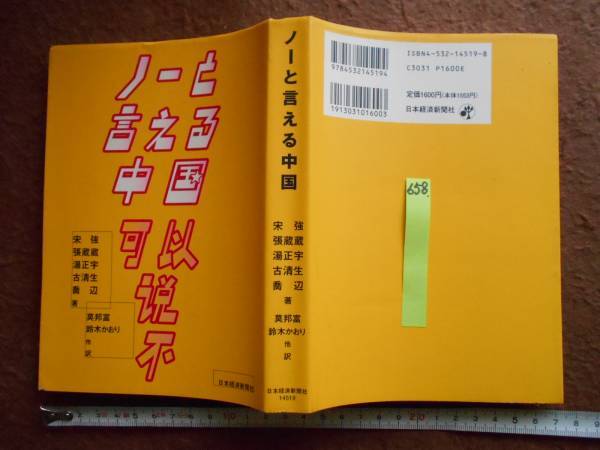 ノーと
言える
中国
可以
说
不
宋 強
張蔵蔵
湯正宇
古清生
喬 辺
著
莫邦富
鈴木かおり
他
訳
日本経済新聞社
ノーと言える中国
宋 強
張蔵蔵
湯正宇
古清生
喬 辺
著
莫邦富
鈴木かおり
他
訳
日本経済新聞社
14519
9784532145194
1913031016003
ISBN4-532-14519-8
C3031 P1600E
定価1600円(本体1553円)
日本経済新聞社
658.
10
20